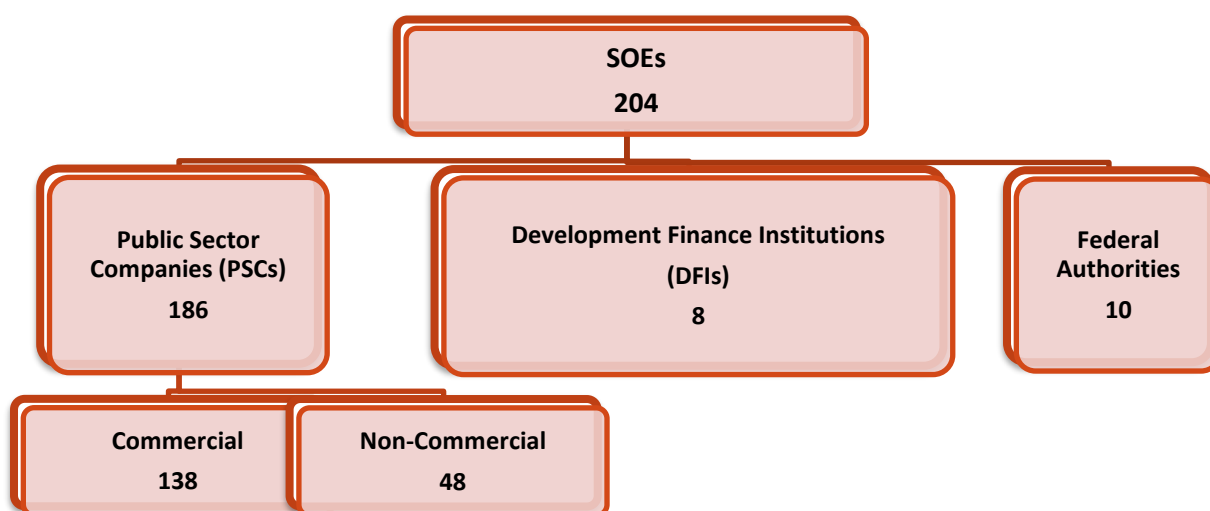 SOEs
204
Public Sector
Companies (PSCs)
186
Development Finance Institutions
(DFIs)
8
Federal
Authorities
10
Commercial
138
Non-Commercial
48